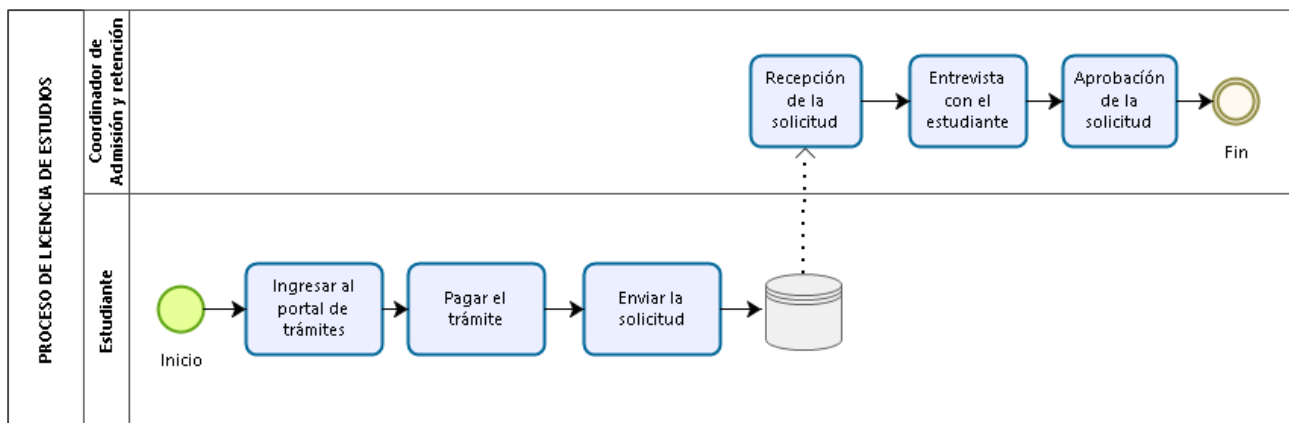 PROCESO DE LICENCIA DE ESTUDIOS
Coordinador de
Admisión y retención
Recepción
de la
solicitud
Entrevista
con el
estudiante
Aprobación
de la
solicitud
Fin
Estudiante
Inicio
Ingresar al
portal de
trámites
Pagar el
trámite
Enviar la
solicitud